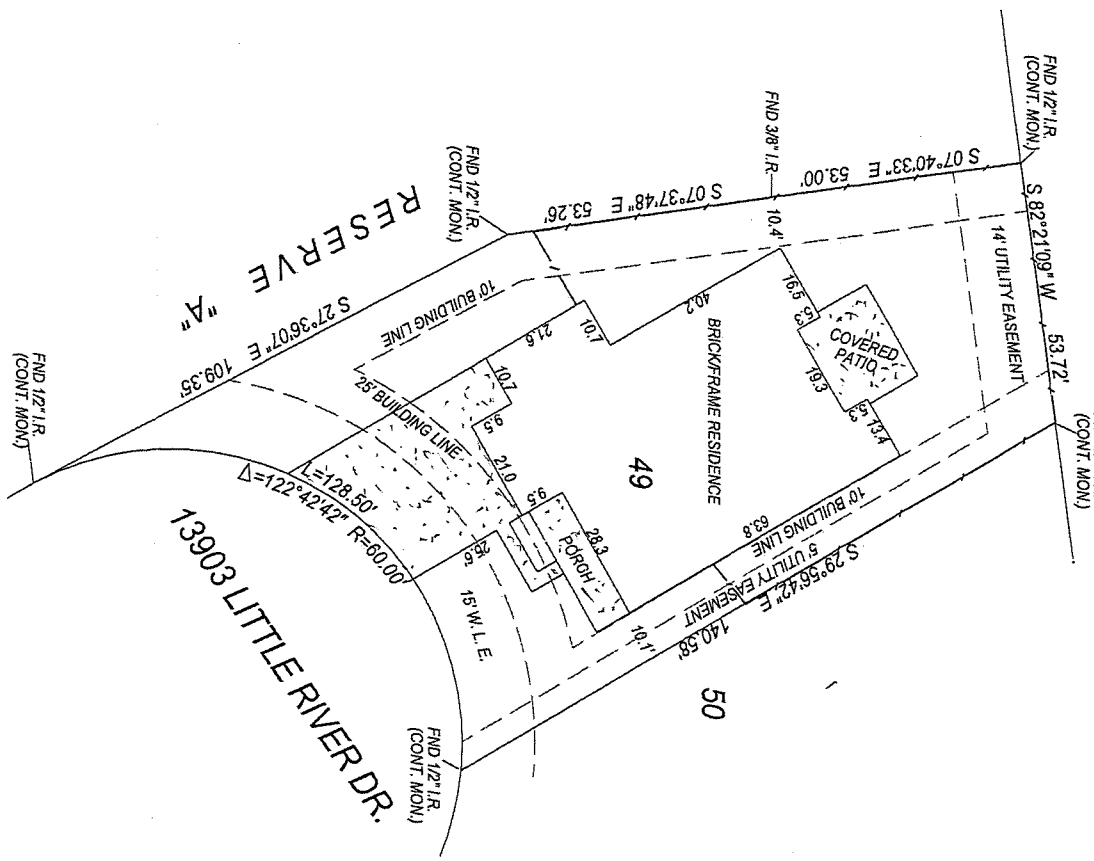 FND 1/2" I.R.
(CONT. MON.)
S 07°40'33" E 53.00'
FND 3/8" I.R.
10.4'
S 07°37'48" E 53.26'
FND 1/2" I.R.
(CONT. MON.)
RESERVE "A"
S 27°36'07" E 109.35'
FND 1/2" I.R.
(CONT. MON.)
S 82°21'09" W 53.72'
14' UTILITY EASEMENT
(CONT. MON.)
10' BUILDING LINE
25' BUILDING LINE
16.5
5.3
COVERED
PATIO
19.3
5.3
13.4
40.2
10.7
21.6
10.7
9.5
21.0
9.5
28.3
PORCH
25.6'
BRICK/FRAME RESIDENCE
49
63.8
10' BUILDING LINE
5' UTILITY EASEMENT
S 29°56'42" E
140.58'
10.1'
50
L=128.50'
Δ=122°42'42" R=60.00'
15' W. L. E.
13903 LITTLE RIVER DR.
FND 1/2" I.R.
(CONT. MON.)